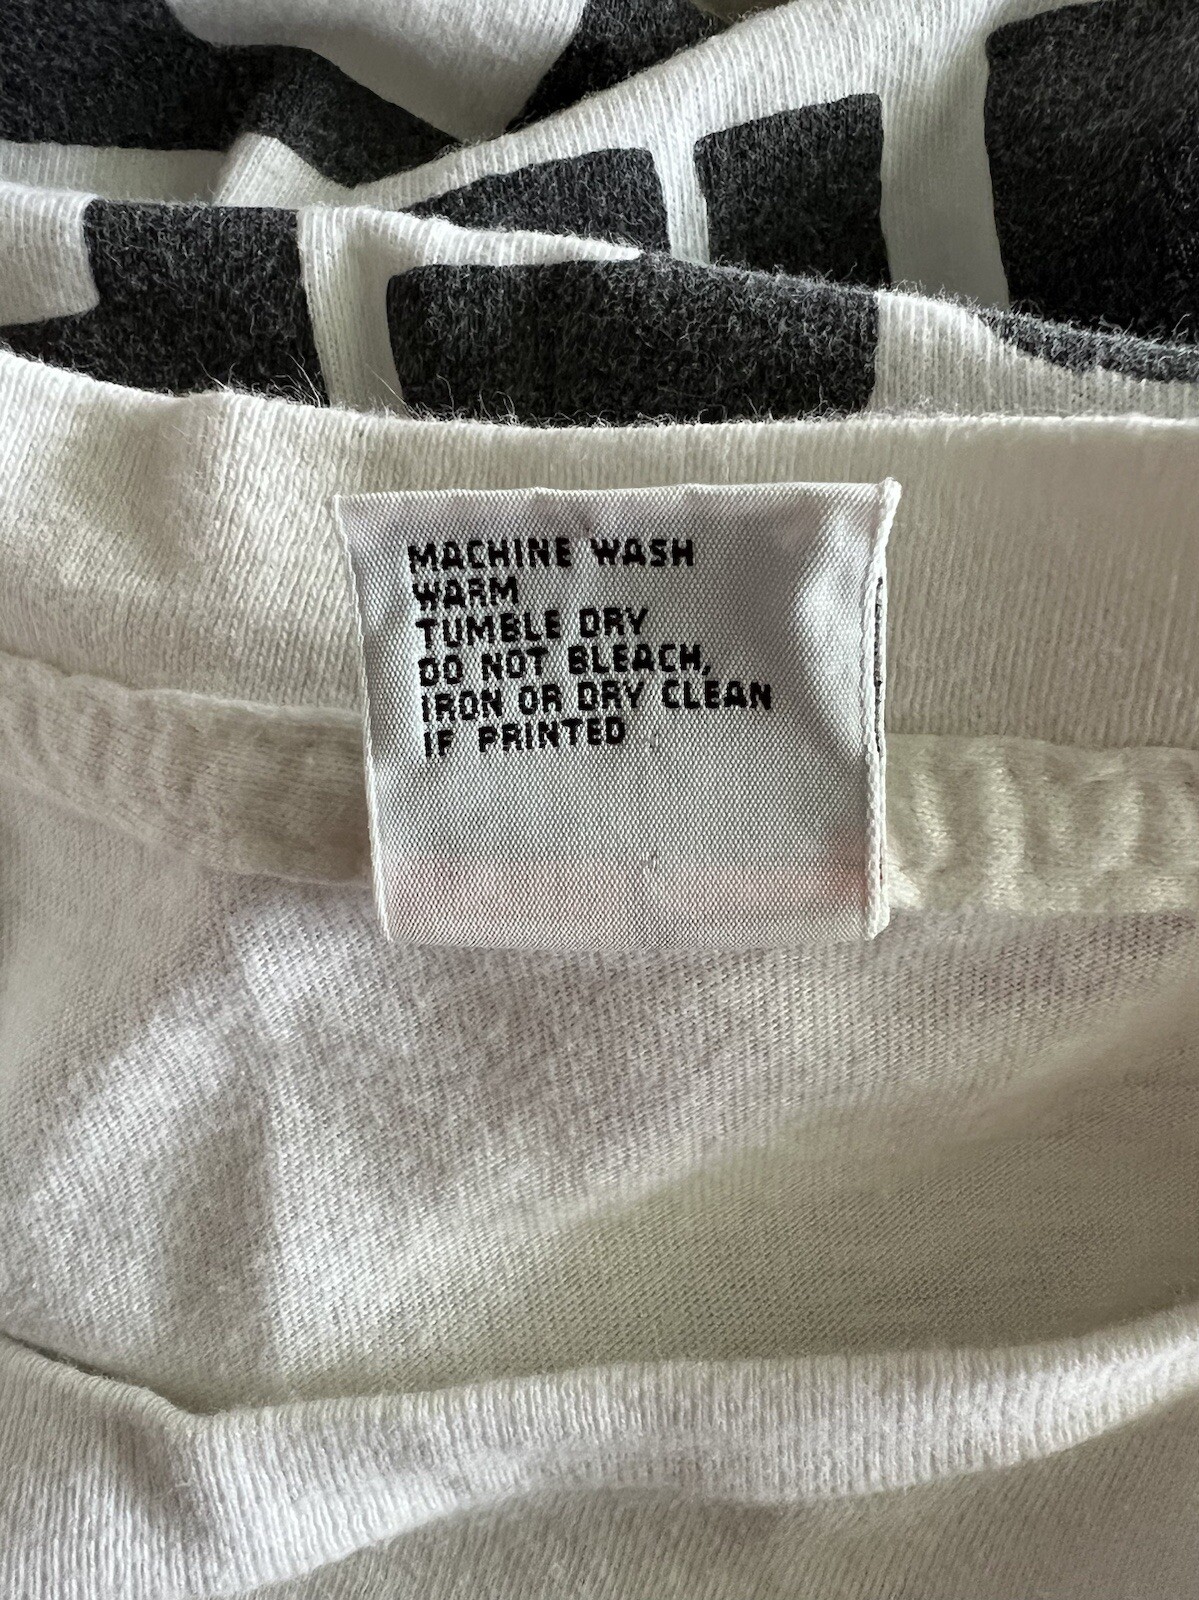 MACHINE WASH
WARM
TUMBLE DRY
DO NOT BLEACH,
IRON OR DRY CLEAN
IF PRINTED